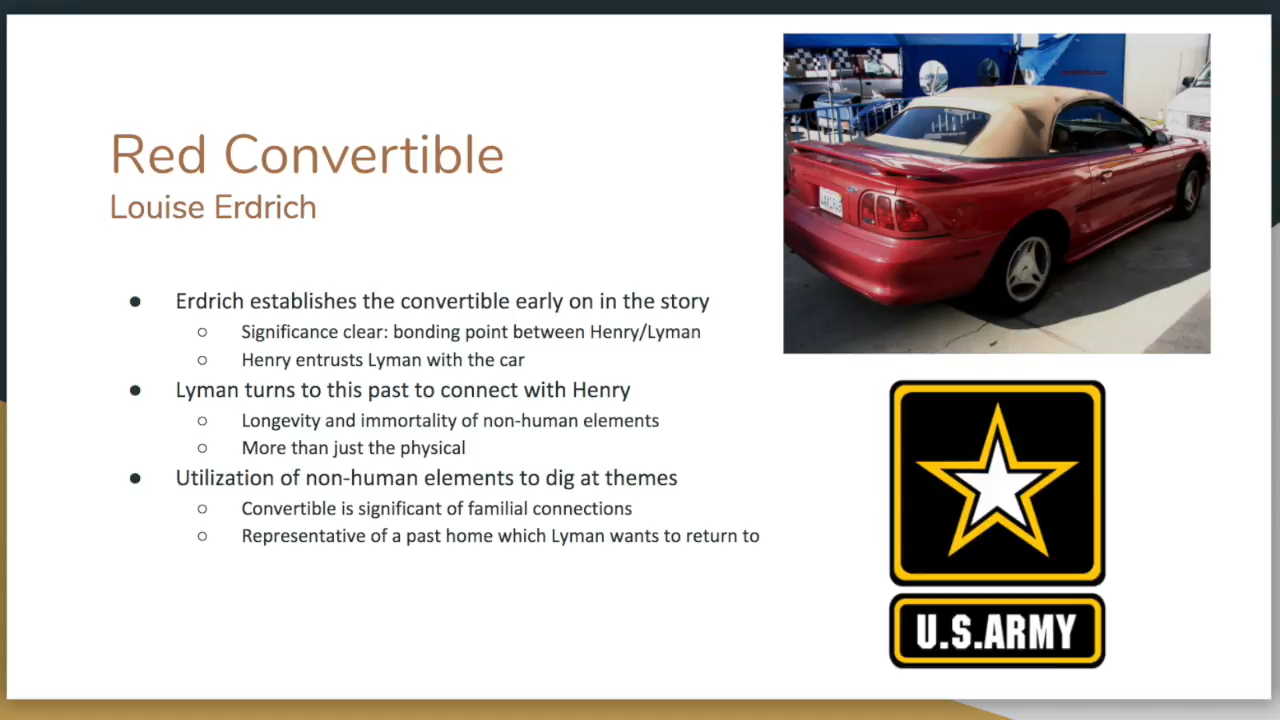 Red Convertible
Louise Erdrich
● Erdrich establishes the convertible early on in the story
○ Significance clear: bonding point between Henry/Lyman
○ Henry entrusts Lyman with the car
● Lyman turns to this past to connect with Henry
○ Longevity and immortality of non-human elements
○ More than just the physical
● Utilization of non-human elements to dig at themes
○ Convertible is significant of familial connections
○ Representative of a past home which Lyman wants to return to
U.S.ARMY